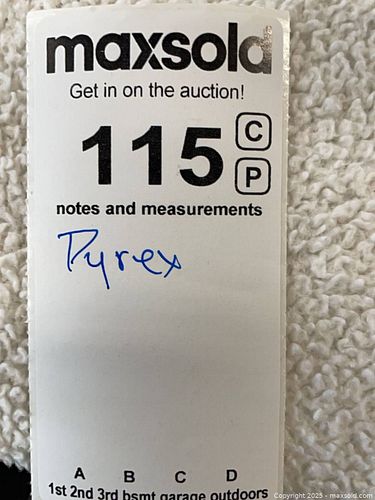 maxsold
Get in on the auction!
115 C
P
notes and measurements
Pyrex
A B C D
1st 2nd 3rd bsmt garage outdoors
Copyright 2025 - maxsold.com